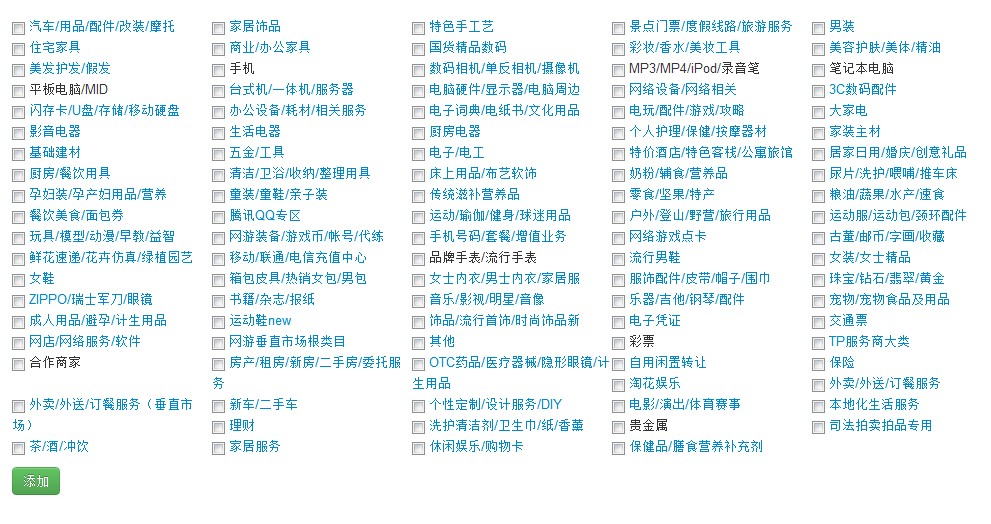 汽车/用品/配件/改装/摩托 家居饰品 特色手工艺 景点门票/度假线路/旅游服务 男装
住宅家具 商业/办公家具 国货精品数码 彩妆/香水/美妆工具 美容护肤/美体/精油
美发护发/假发 手机 数码相机/单反相机/摄像机 MP3/MP4/iPod/录音笔 笔记本电脑
平板电脑/MID 台式机/一体机/服务器 电脑硬件/显示器/电脑周边 网络设备/网络相关 3C数码配件
闪存卡/U盘/存储/移动硬盘 办公设备/耗材/相关服务 电子词典/电纸书/文化用品 电玩/配件/游戏/攻略 大家电
影音电器 生活电器 厨房电器 个人护理/保健/按摩器材 家装主材
基础建材 五金/工具 电子/电工 特价酒店/特色客栈/公寓旅馆 居家日用/婚庆/创意礼品
厨房/餐饮用具 清洁/卫浴/收纳/整理用具 床上用品/布艺软饰 奶粉/辅食/营养品 尿片/洗护/喂哺/推车床
孕妇装/孕产妇用品/营养 童装/童鞋/亲子装 传统滋补营养品 零食/坚果/特产 粮油/蔬果/水产/速食
餐饮美食/面包券 腾讯QQ专区 运动/瑜伽/健身/球迷用品 户外/登山/野营/旅行用品 运动服/运动包/颈环配件
玩具/模型/动漫/早教/益智 网游装备/游戏币/帐号/代练 手机号码/套餐/增值业务 网络游戏点卡 古董/邮币/字画/收藏
鲜花速递/花卉仿真/绿植园艺 移动/联通/电信充值中心 品牌手表/流行手表 流行男鞋 女装/女士精品
女鞋 箱包皮具/热销女包/男包 女士内衣/男士内衣/家居服 服饰配件/皮带/帽子/围巾 珠宝/钻石/翡翠/黄金
ZIPPO/瑞士军刀/眼镜 书籍/杂志/报纸 音乐/影视/明星/音像 乐器/吉他/钢琴/配件 宠物/宠物食品及用品
成人用品/避孕/计生用品 运动鞋new 饰品/流行首饰/时尚饰品新 电子凭证 交通票
网店/网络服务/软件 网游垂直市场根类目 其他 彩票 TP服务商大类
合作商家 房产/租房/新房/二手房/委托服 OTC药品/医疗器械/隐形眼镜/计 自用闲置转让 保险
务 生用品 淘花娱乐 外卖/外送/订餐服务
外卖/外送/订餐服务（垂直市 新车/二手车 个性定制/设计服务/DIY 电影/演出/体育赛事 本地化生活服务
场） 理财 洗护清洁剂/卫生巾/纸/香薰 贵金属 司法拍卖拍品专用
茶/酒/冲饮 家居服务 休闲娱乐/购物卡 保健品/膳食营养补充剂
添加